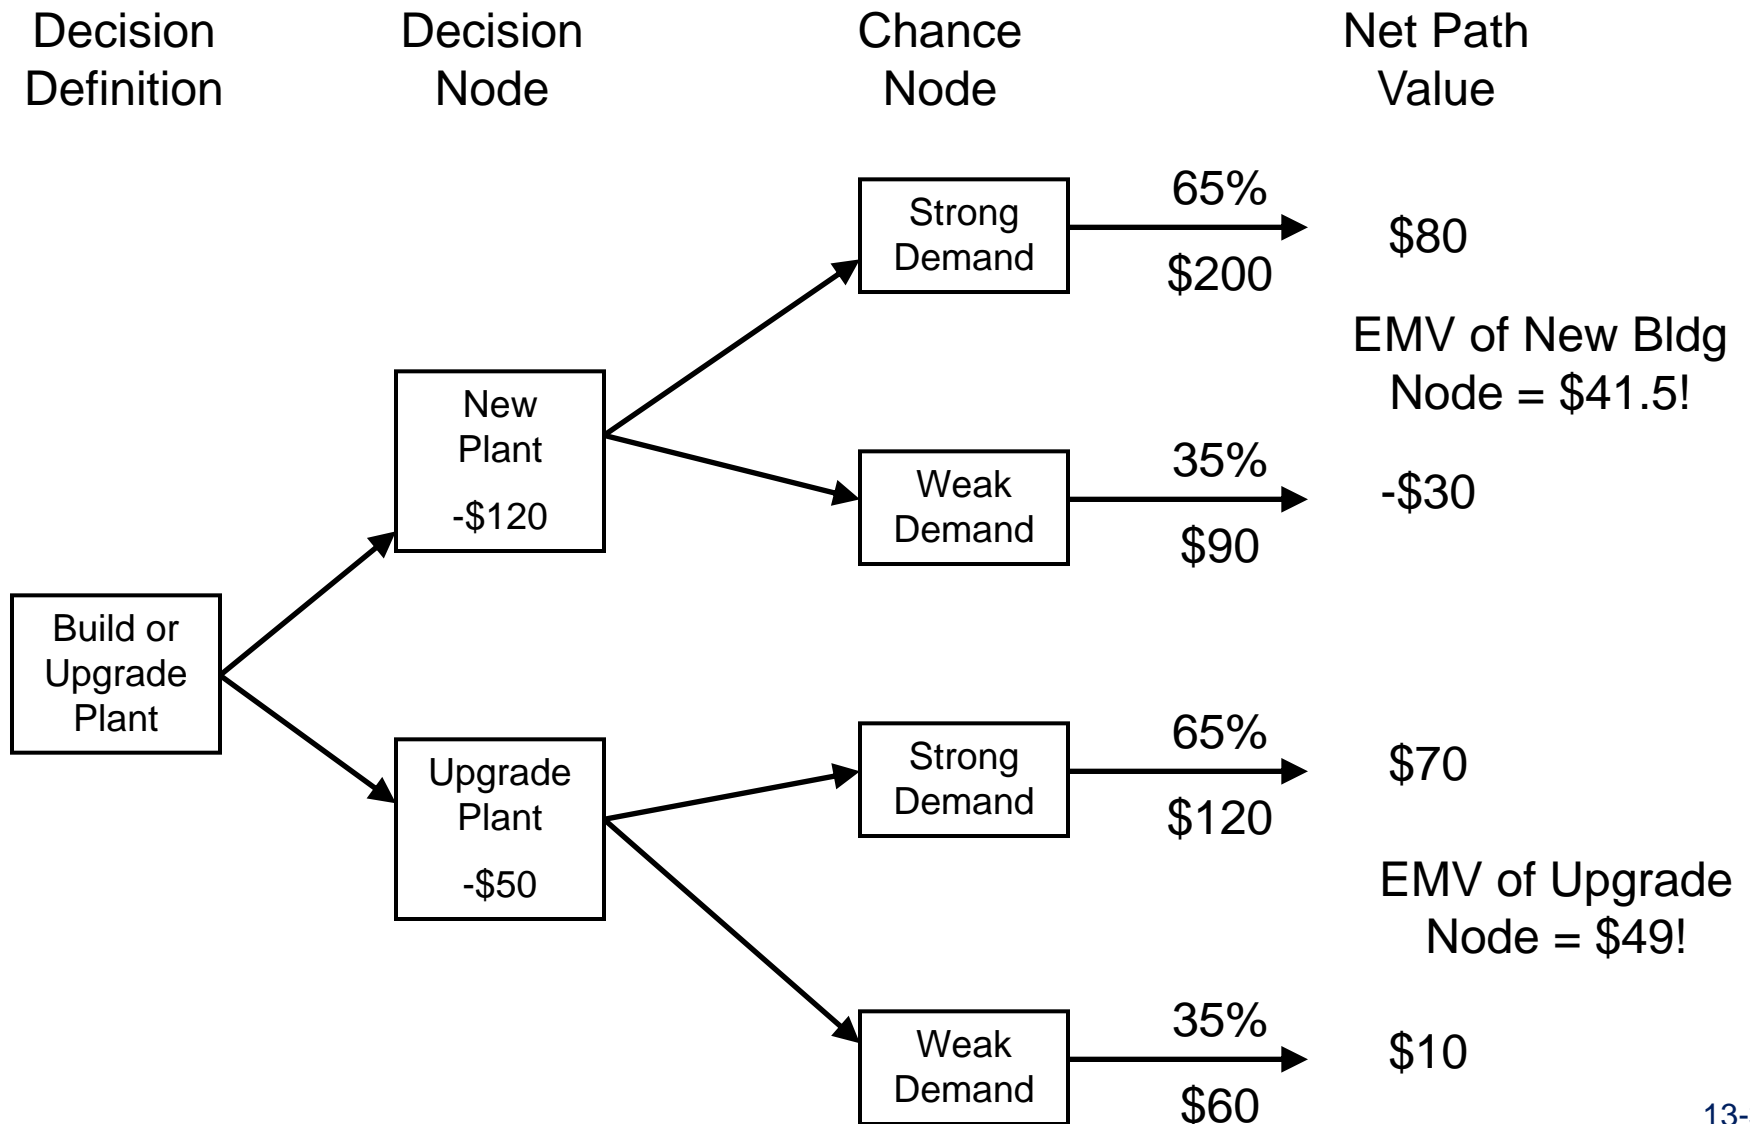 Decision
Definition
Decision
Node
Chance
Node
Net Path
Value
Strong
Demand
65%
$200
$80
EMV of New Bldg
Node = $41.5!
New
Plant
-$120
Weak
Demand
35%
$90
-$30
Build or
Upgrade
Plant
Upgrade
Plant
-$50
Strong
Demand
65%
$120
$70
EMV of Upgrade
Node = $49!
Weak
Demand
35%
$60
$10
13-